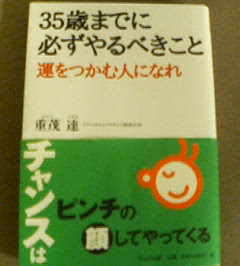 35歳までに
必ずやるべきこと
運をつかむ人になれ
重茂 達
チャンスは
ピンチの
顔してやってくる